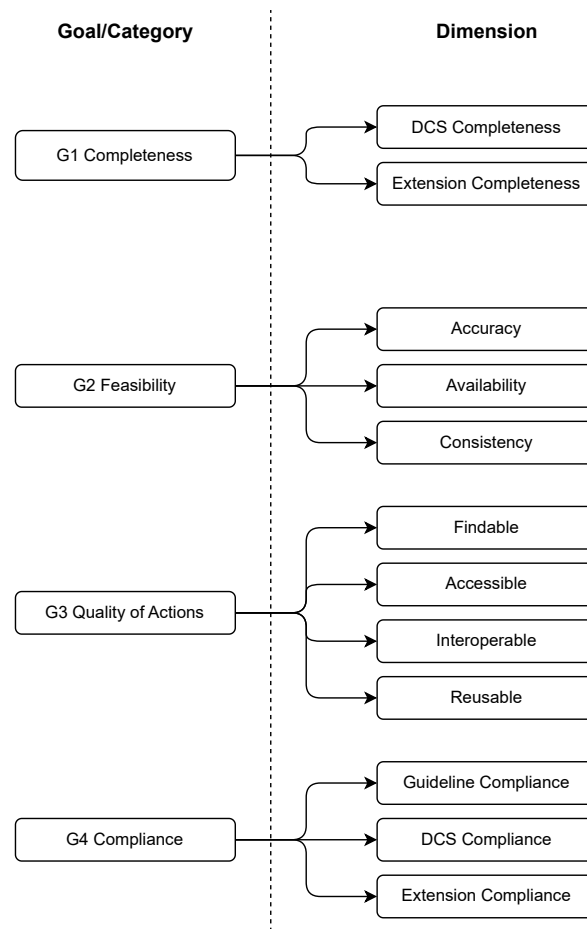 Goal/Category
Dimension
G1 Completeness
DCS Completeness
Extension Completeness
G2 Feasibility
Accuracy
Availability
Consistency
G3 Quality of Actions
Findable
Accessible
Interoperable
Reusable
G4 Compliance
Guideline Compliance
DCS Compliance
Extension Compliance